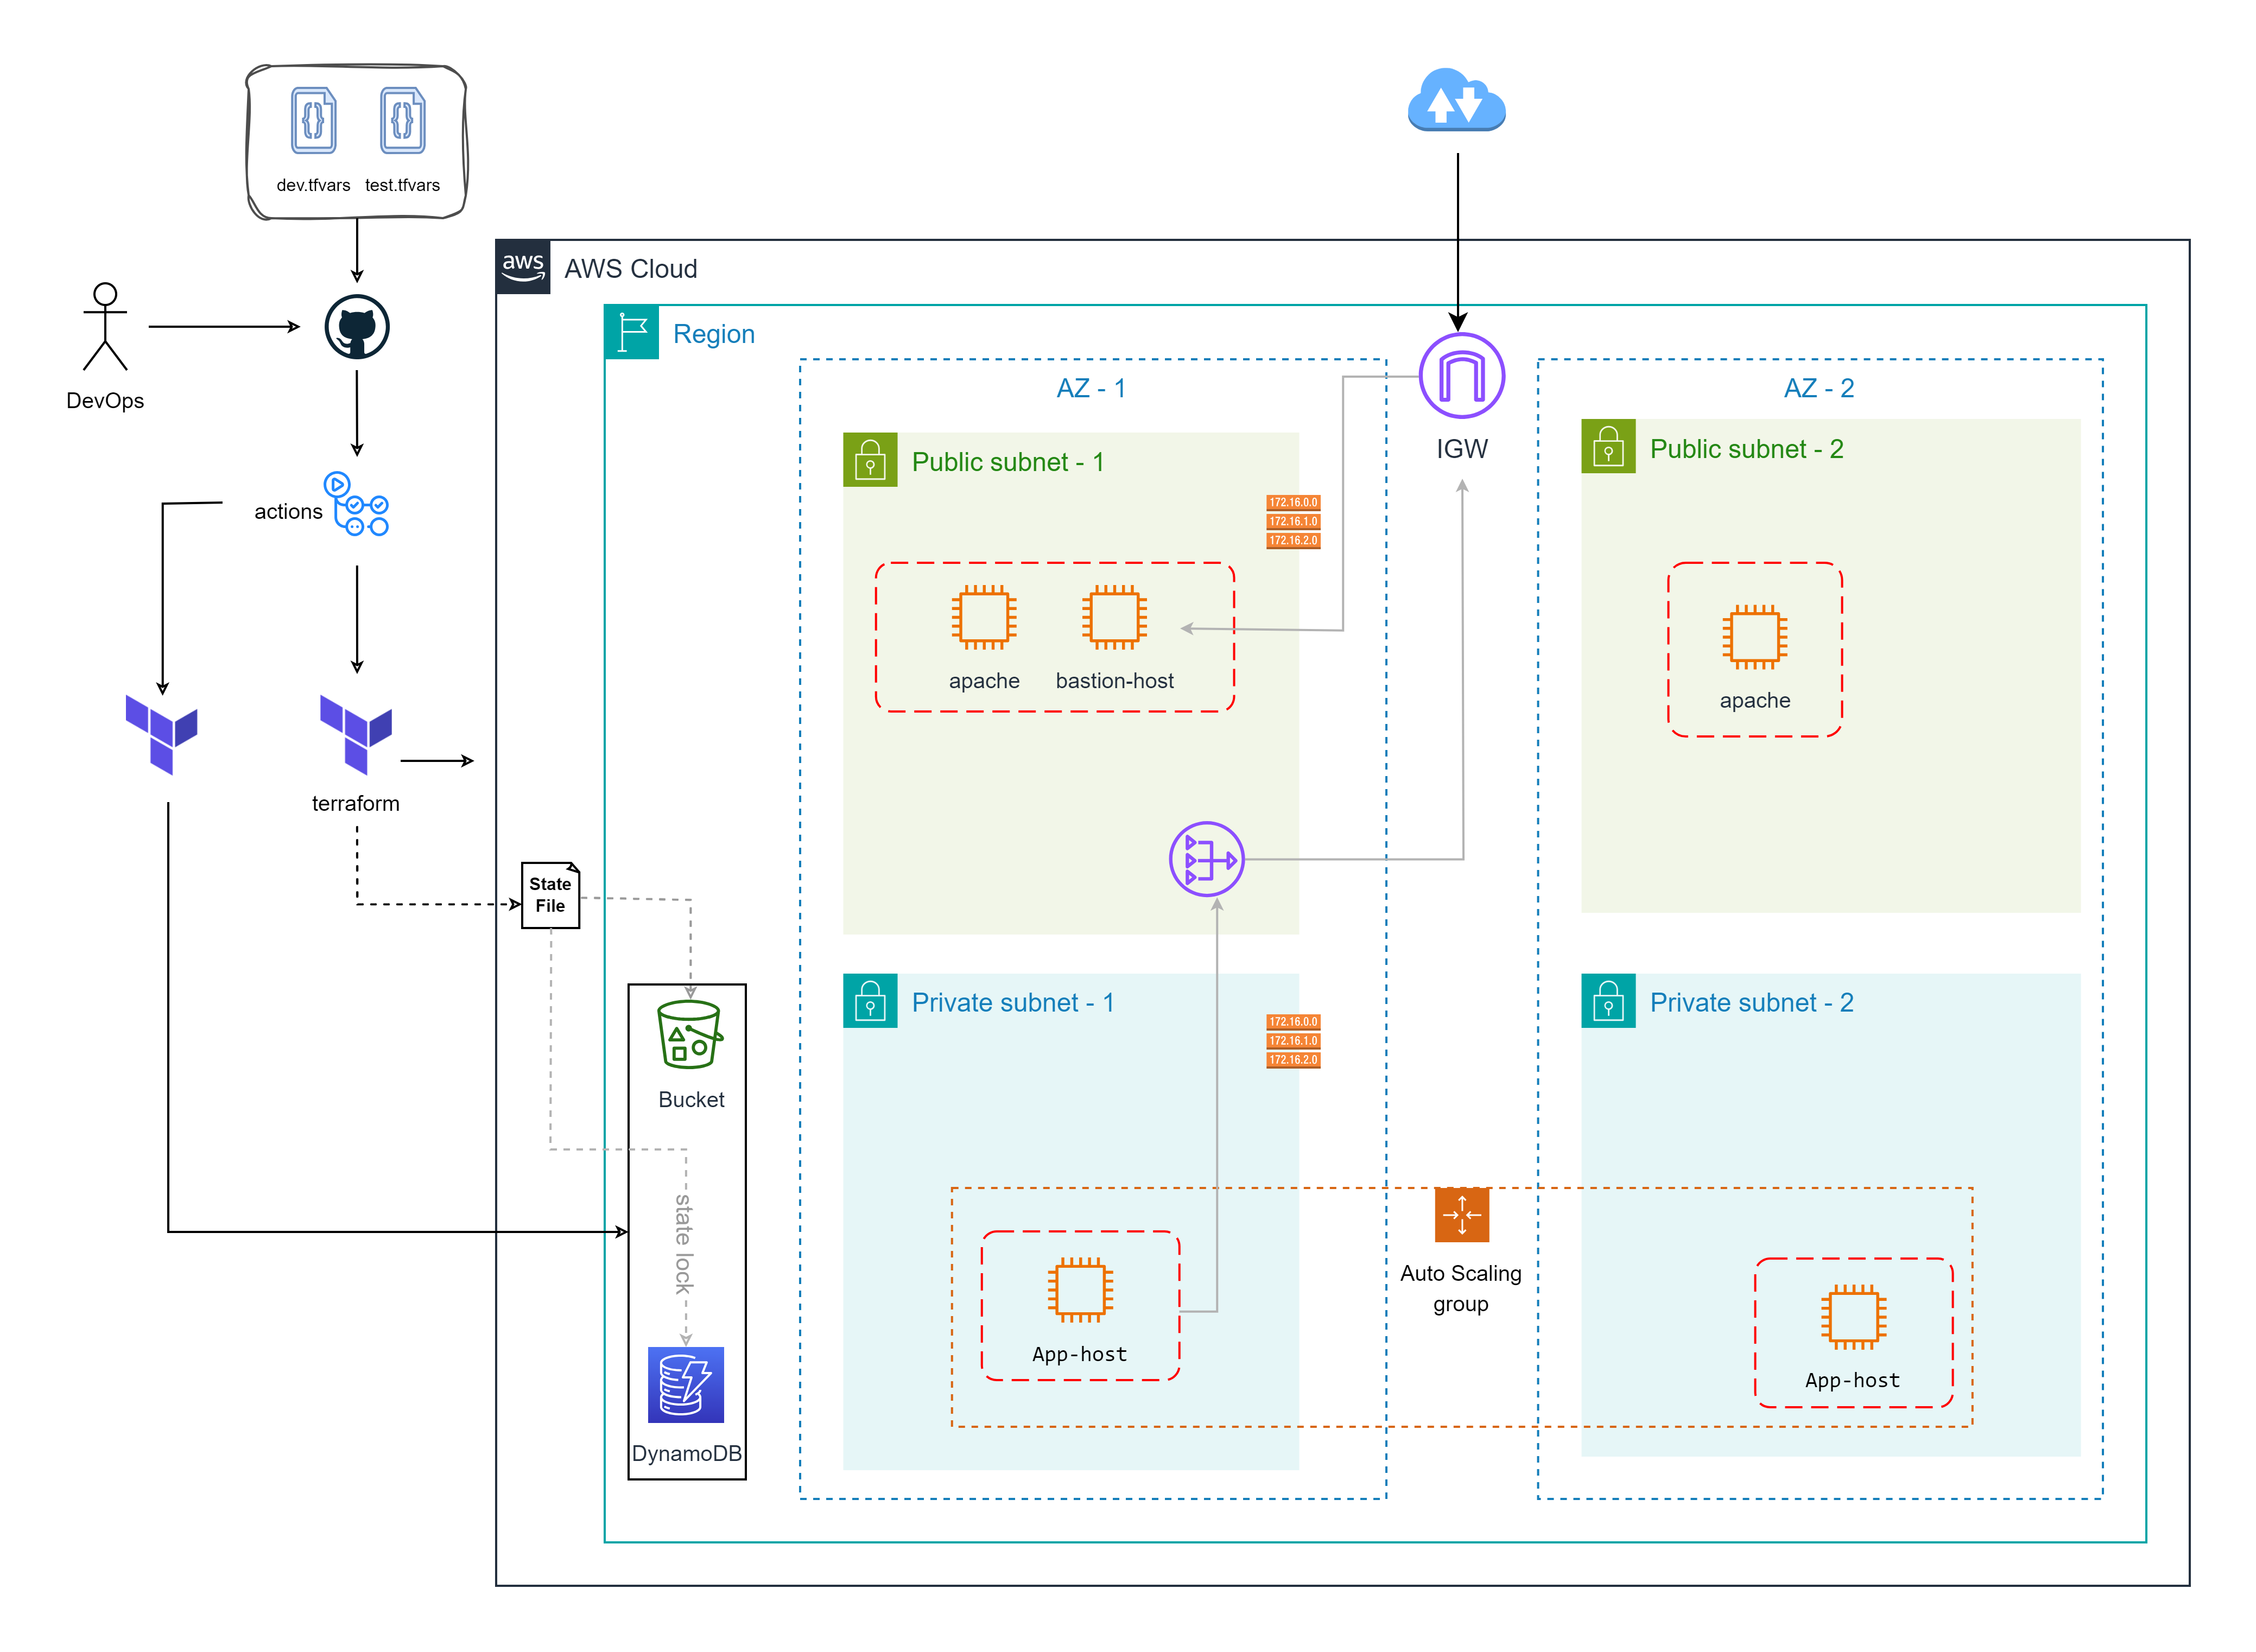 dev.tfvars
test.tfvars
aws
AWS Cloud
DevOps
Region
AZ - 1
AZ - 2
IGW
Public subnet - 1
Public subnet - 2
172.16.0.0
172.16.1.0
172.16.2.0
actions
apache
bastion-host
apache
terraform
State
File
Private subnet - 1
Private subnet - 2
172.16.0.0
172.16.1.0
172.16.2.0
Bucket
state lock
Auto Scaling
group
App-host
App-host
DynamoDB